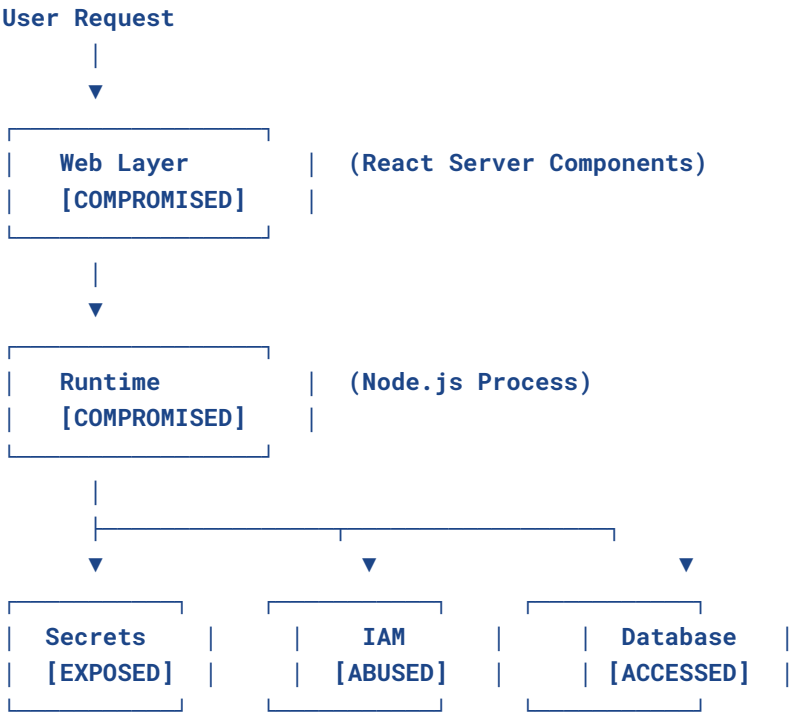 User Request
Web Layer (React Server Components)
[COMPROMISED]
Runtime (Node.js Process)
[COMPROMISED]
Secrets IAM Database
[EXPOSED] [ABUSED] [ACCESSED]